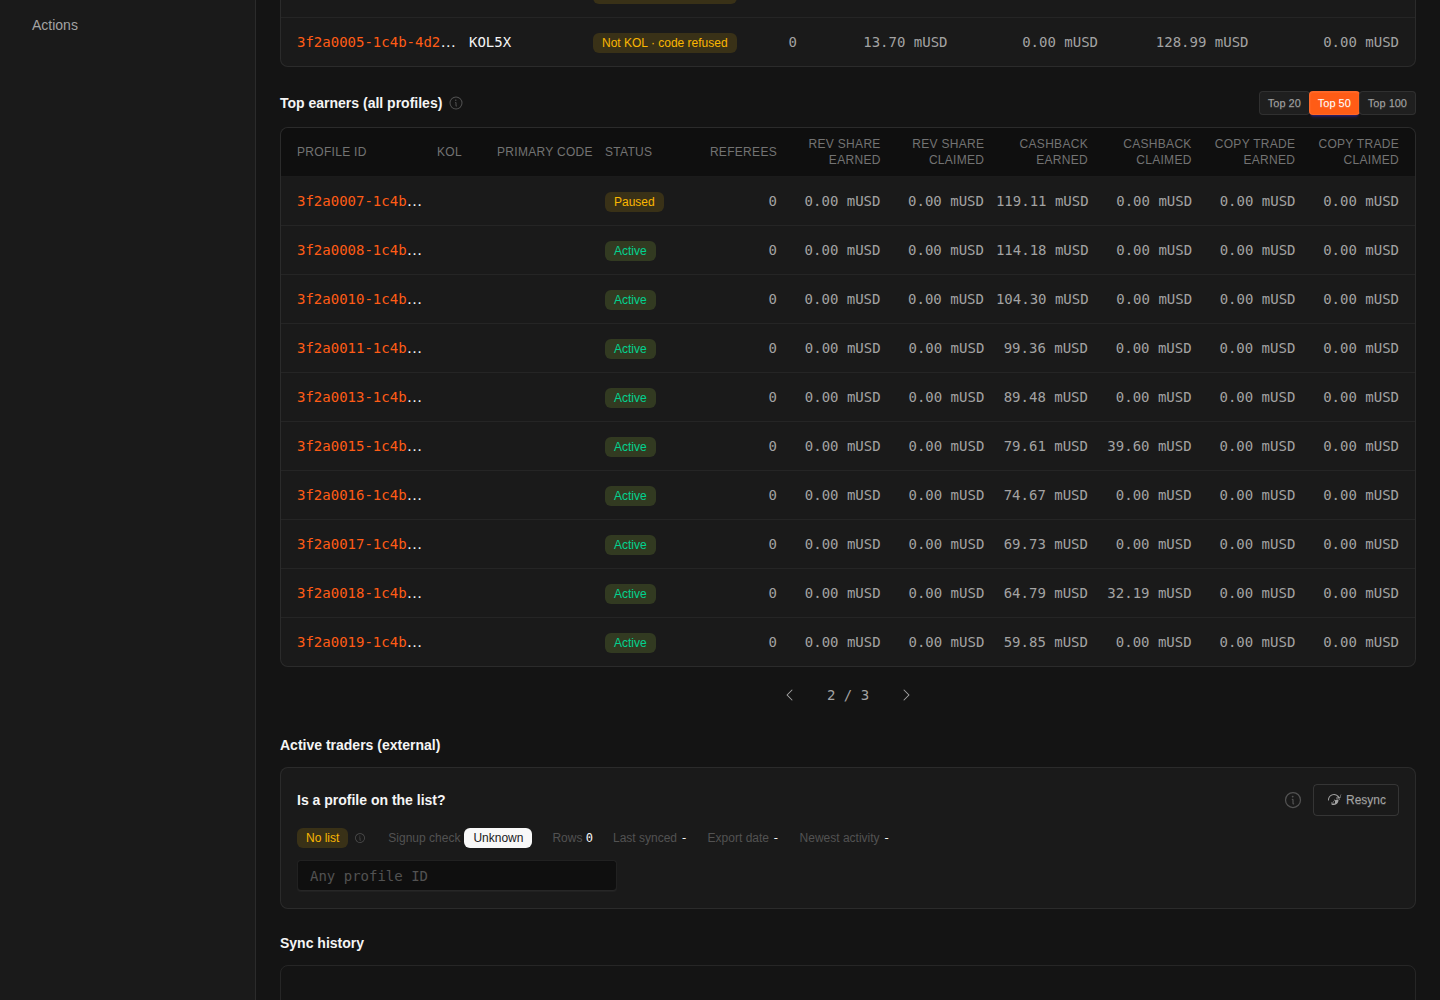 Actions
3f2a0005-1c4b-4d2... KOL5X Not KOL · code refused 0 13.70 mUSD 0.00 mUSD 128.99 mUSD 0.00 mUSD
Top earners (all profiles) Top 20 Top 50 Top 100
PROFILE ID KOL PRIMARY CODE STATUS REFEREES REV SHARE EARNED REV SHARE CLAIMED CASHBACK EARNED CASHBACK CLAIMED COPY TRADE EARNED COPY TRADE CLAIMED
3f2a0007-1c4b... Paused 0 0.00 mUSD 0.00 mUSD 119.11 mUSD 0.00 mUSD 0.00 mUSD 0.00 mUSD
3f2a0008-1c4b... Active 0 0.00 mUSD 0.00 mUSD 114.18 mUSD 0.00 mUSD 0.00 mUSD 0.00 mUSD
3f2a0010-1c4b... Active 0 0.00 mUSD 0.00 mUSD 104.30 mUSD 0.00 mUSD 0.00 mUSD 0.00 mUSD
3f2a0011-1c4b... Active 0 0.00 mUSD 0.00 mUSD 99.36 mUSD 0.00 mUSD 0.00 mUSD 0.00 mUSD
3f2a0013-1c4b... Active 0 0.00 mUSD 0.00 mUSD 89.48 mUSD 0.00 mUSD 0.00 mUSD 0.00 mUSD
3f2a0015-1c4b... Active 0 0.00 mUSD 0.00 mUSD 79.61 mUSD 39.60 mUSD 0.00 mUSD 0.00 mUSD
3f2a0016-1c4b... Active 0 0.00 mUSD 0.00 mUSD 74.67 mUSD 0.00 mUSD 0.00 mUSD 0.00 mUSD
3f2a0017-1c4b... Active 0 0.00 mUSD 0.00 mUSD 69.73 mUSD 0.00 mUSD 0.00 mUSD 0.00 mUSD
3f2a0018-1c4b... Active 0 0.00 mUSD 0.00 mUSD 64.79 mUSD 32.19 mUSD 0.00 mUSD 0.00 mUSD
3f2a0019-1c4b... Active 0 0.00 mUSD 0.00 mUSD 59.85 mUSD 0.00 mUSD 0.00 mUSD 0.00 mUSD
2 / 3
Active traders (external)
Is a profile on the list? Resync
No list Signup check Unknown Rows 0 Last synced - Export date - Newest activity -
Any profile ID
Sync history